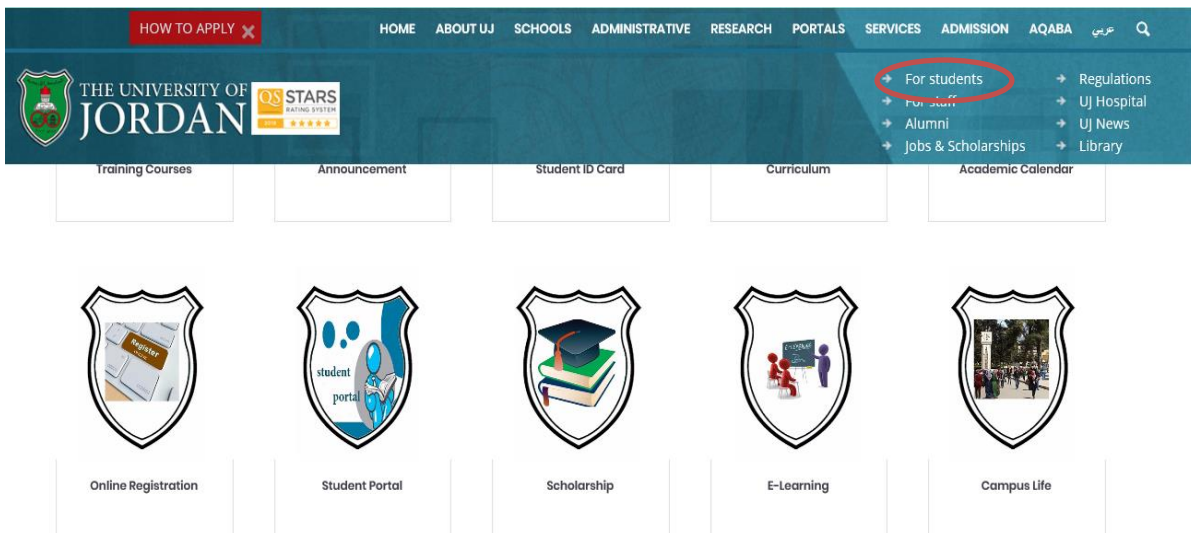 HOW TO APPLY
HOME ABOUT UJ SCHOOLS ADMINISTRATIVE RESEARCH PORTALS SERVICES ADMISSION AQABA عربي
THE UNIVERSITY OF
JORDAN
QS STARS
RATING SYSTEM
For students
For staff
Alumni
Jobs & Scholarships
Regulations
UJ Hospital
UJ News
Library
Training Courses
Announcement
Student ID Card
Curriculum
Academic Calendar
Register
student
portal
Online Registration
Student Portal
Scholarship
E-Learning
Campus Life